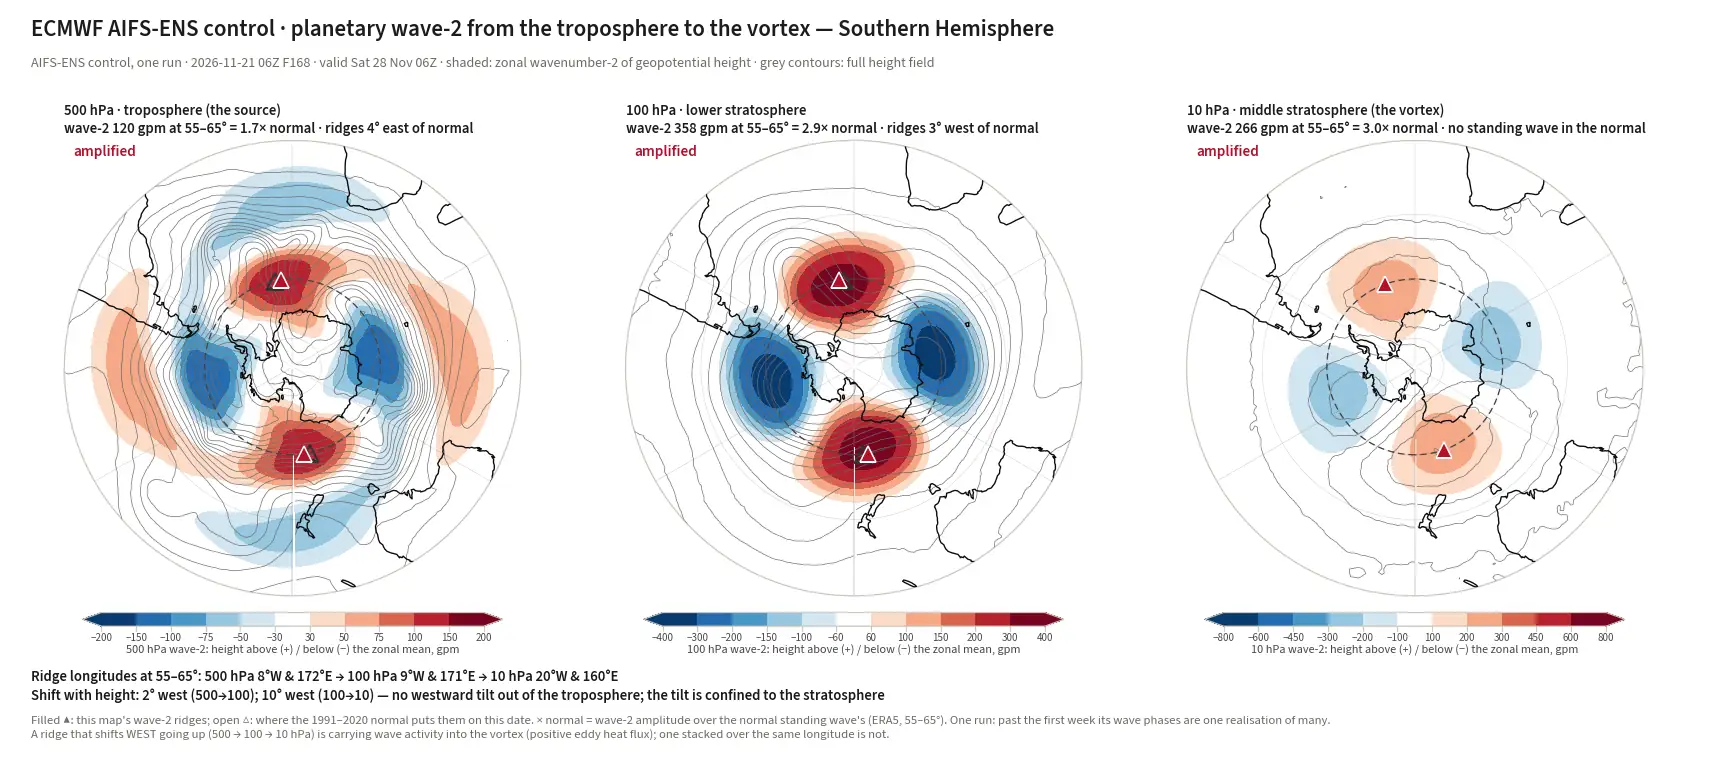 ECMWF AIFS-ENS control · planetary wave-2 from the troposphere to the vortex — Southern Hemisphere
AIFS-ENS control, one run · 2026-11-21 06Z F168 · valid Sat 28 Nov 06Z · shaded: zonal wavenumber-2 of geopotential height · grey contours: full height field
500 hPa · troposphere (the source)
wave-2 120 gpm at 55–65° = 1.7× normal · ridges 4° east of normal
amplified
100 hPa · lower stratosphere
wave-2 358 gpm at 55–65° = 2.9× normal · ridges 3° west of normal
amplified
10 hPa · middle stratosphere (the vortex)
wave-2 266 gpm at 55–65° = 3.0× normal · no standing wave in the normal
amplified
−200 −150 −100 −75 −50 −30 30 50 75 100 150 200
500 hPa wave-2: height above (+) / below (−) the zonal mean, gpm
−400 −300 −200 −150 −100 −60 60 100 150 200 300 400
100 hPa wave-2: height above (+) / below (−) the zonal mean, gpm
−800 −600 −450 −300 −200 −100 100 200 300 450 600 800
10 hPa wave-2: height above (+) / below (−) the zonal mean, gpm
Ridge longitudes at 55–65°: 500 hPa 8°W & 172°E → 100 hPa 9°W & 171°E → 10 hPa 20°W & 160°E
Shift with height: 2° west (500→100); 10° west (100→10) — no westward tilt out of the troposphere; the tilt is confined to the stratosphere
Filled ▲: this map's wave-2 ridges; open △: where the 1991–2020 normal puts them on this date. × normal = wave-2 amplitude over the normal standing wave's (ERA5, 55–65°). One run: past the first week its wave phases are one realisation of many.
A ridge that shifts WEST going up (500 → 100 → 10 hPa) is carrying wave activity into the vortex (positive eddy heat flux); one stacked over the same longitude is not.